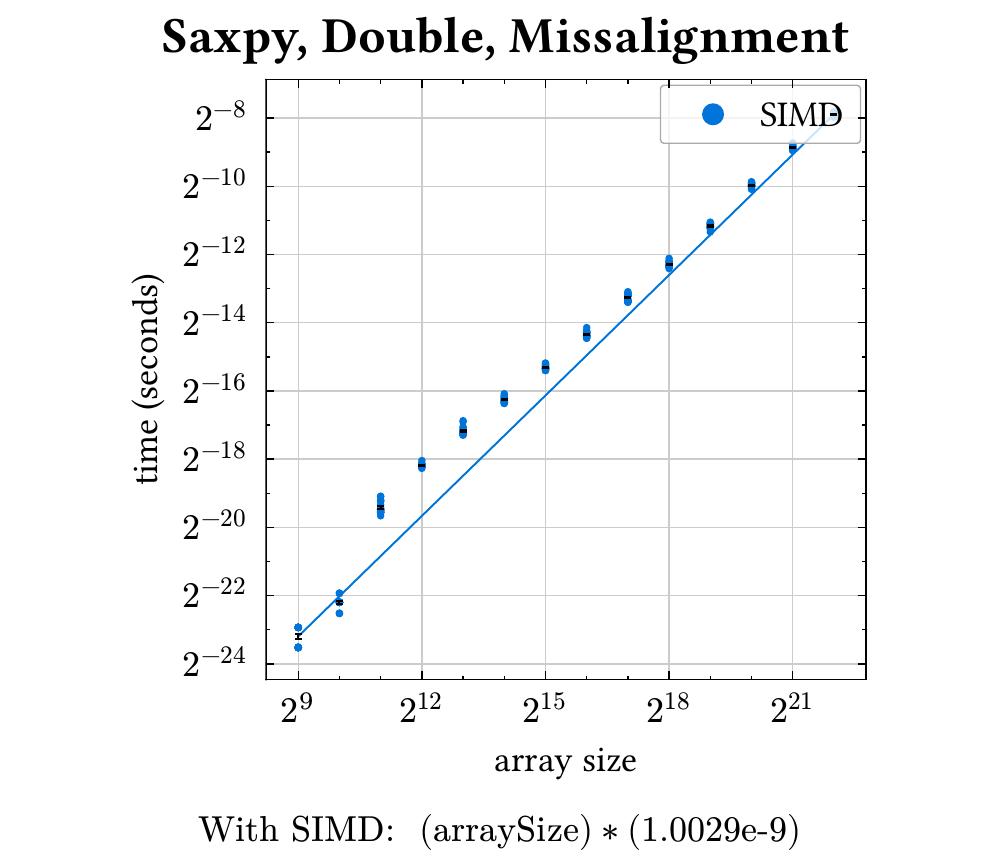 Saxpy, Double, Missalignment
SIMD
2^−8
2^−10
2^−12
2^−14
2^−16
2^−18
2^−20
2^−22
2^−24
time (seconds)
2^9 2^12 2^15 2^18 2^21
array size
With SIMD: (arraySize) ∗ (1.0029e-9)